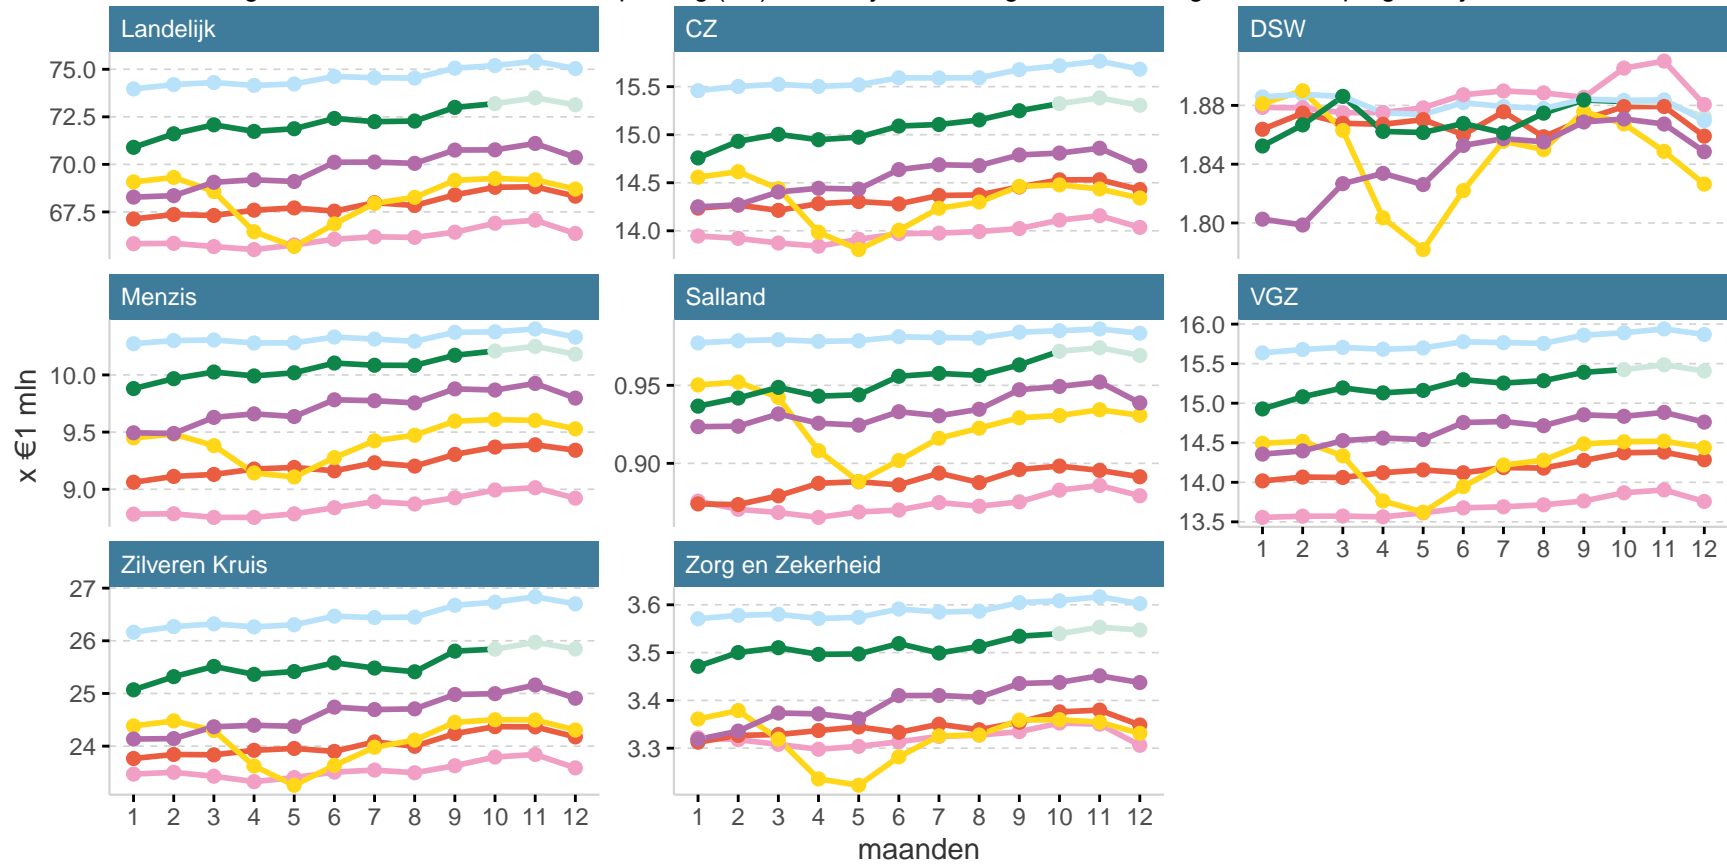 Landelijk
CZ
DSW
75.0
72.5
70.0
67.5
15.5
15.0
14.5
14.0
1.88
1.84
1.80
Menzis
Salland
VGZ
10.0
9.5
9.0
0.95
0.90
16.0
15.5
15.0
14.5
14.0
13.5
1 2 3 4 5 6 7 8 9 10 11 12
Zilveren Kruis
Zorg en Zekerheid
27
26
25
24
3.6
3.5
3.4
3.3
1 2 3 4 5 6 7 8 9 10 11 12
1 2 3 4 5 6 7 8 9 10 11 12
maanden
x €1 mln